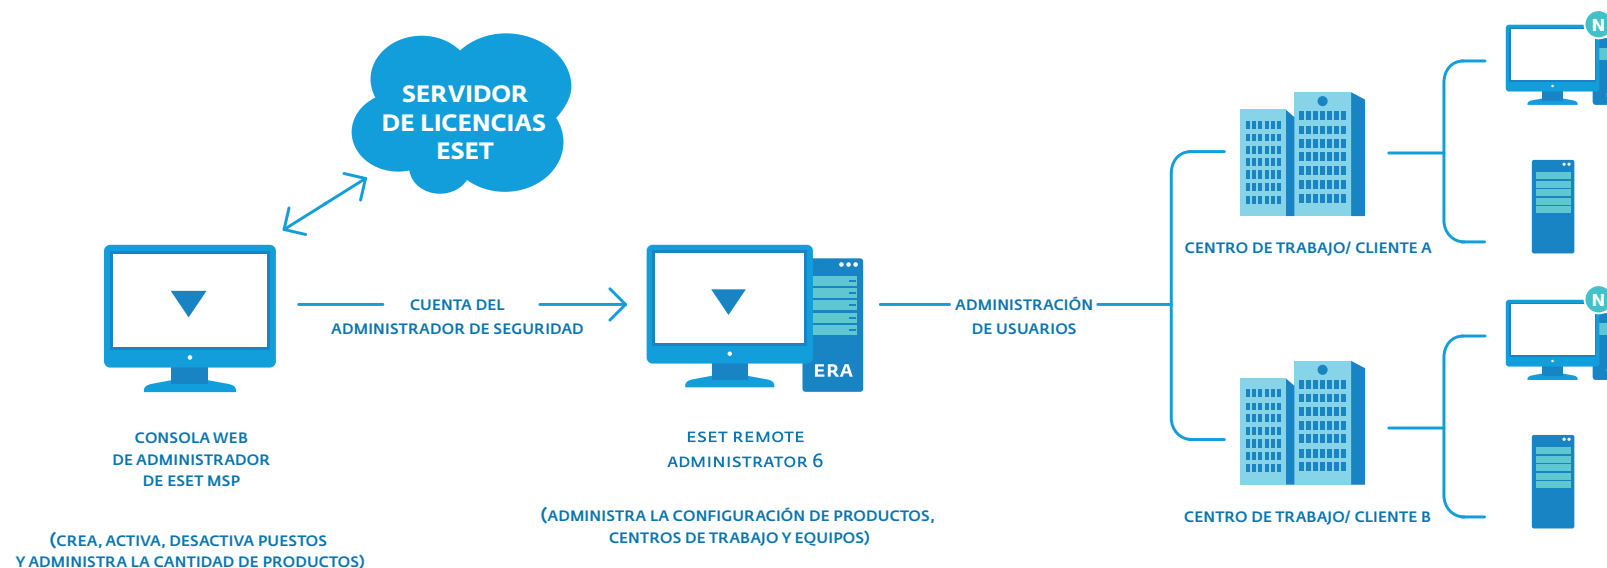 SERVIDOR
DE LICENCIAS
ESET
CUENTA DEL
ADMINISTRADOR DE SEGURIDAD
ERA
ADMINISTRACIÓN
DE USUARIOS
CENTRO DE TRABAJO/ CLIENTE A
N
CENTRO DE TRABAJO/ CLIENTE B
N
CONSOLA WEB
DE ADMINISTRADOR
DE ESET MSP
(CREA, ACTIVA, DESACTIVA PUESTOS
Y ADMINISTRA LA CANTIDAD DE PRODUCTOS)
ESET REMOTE
ADMINISTRATOR 6
(ADMINISTRA LA CONFIGURACIÓN DE PRODUCTOS,
CENTROS DE TRABAJO Y EQUIPOS)